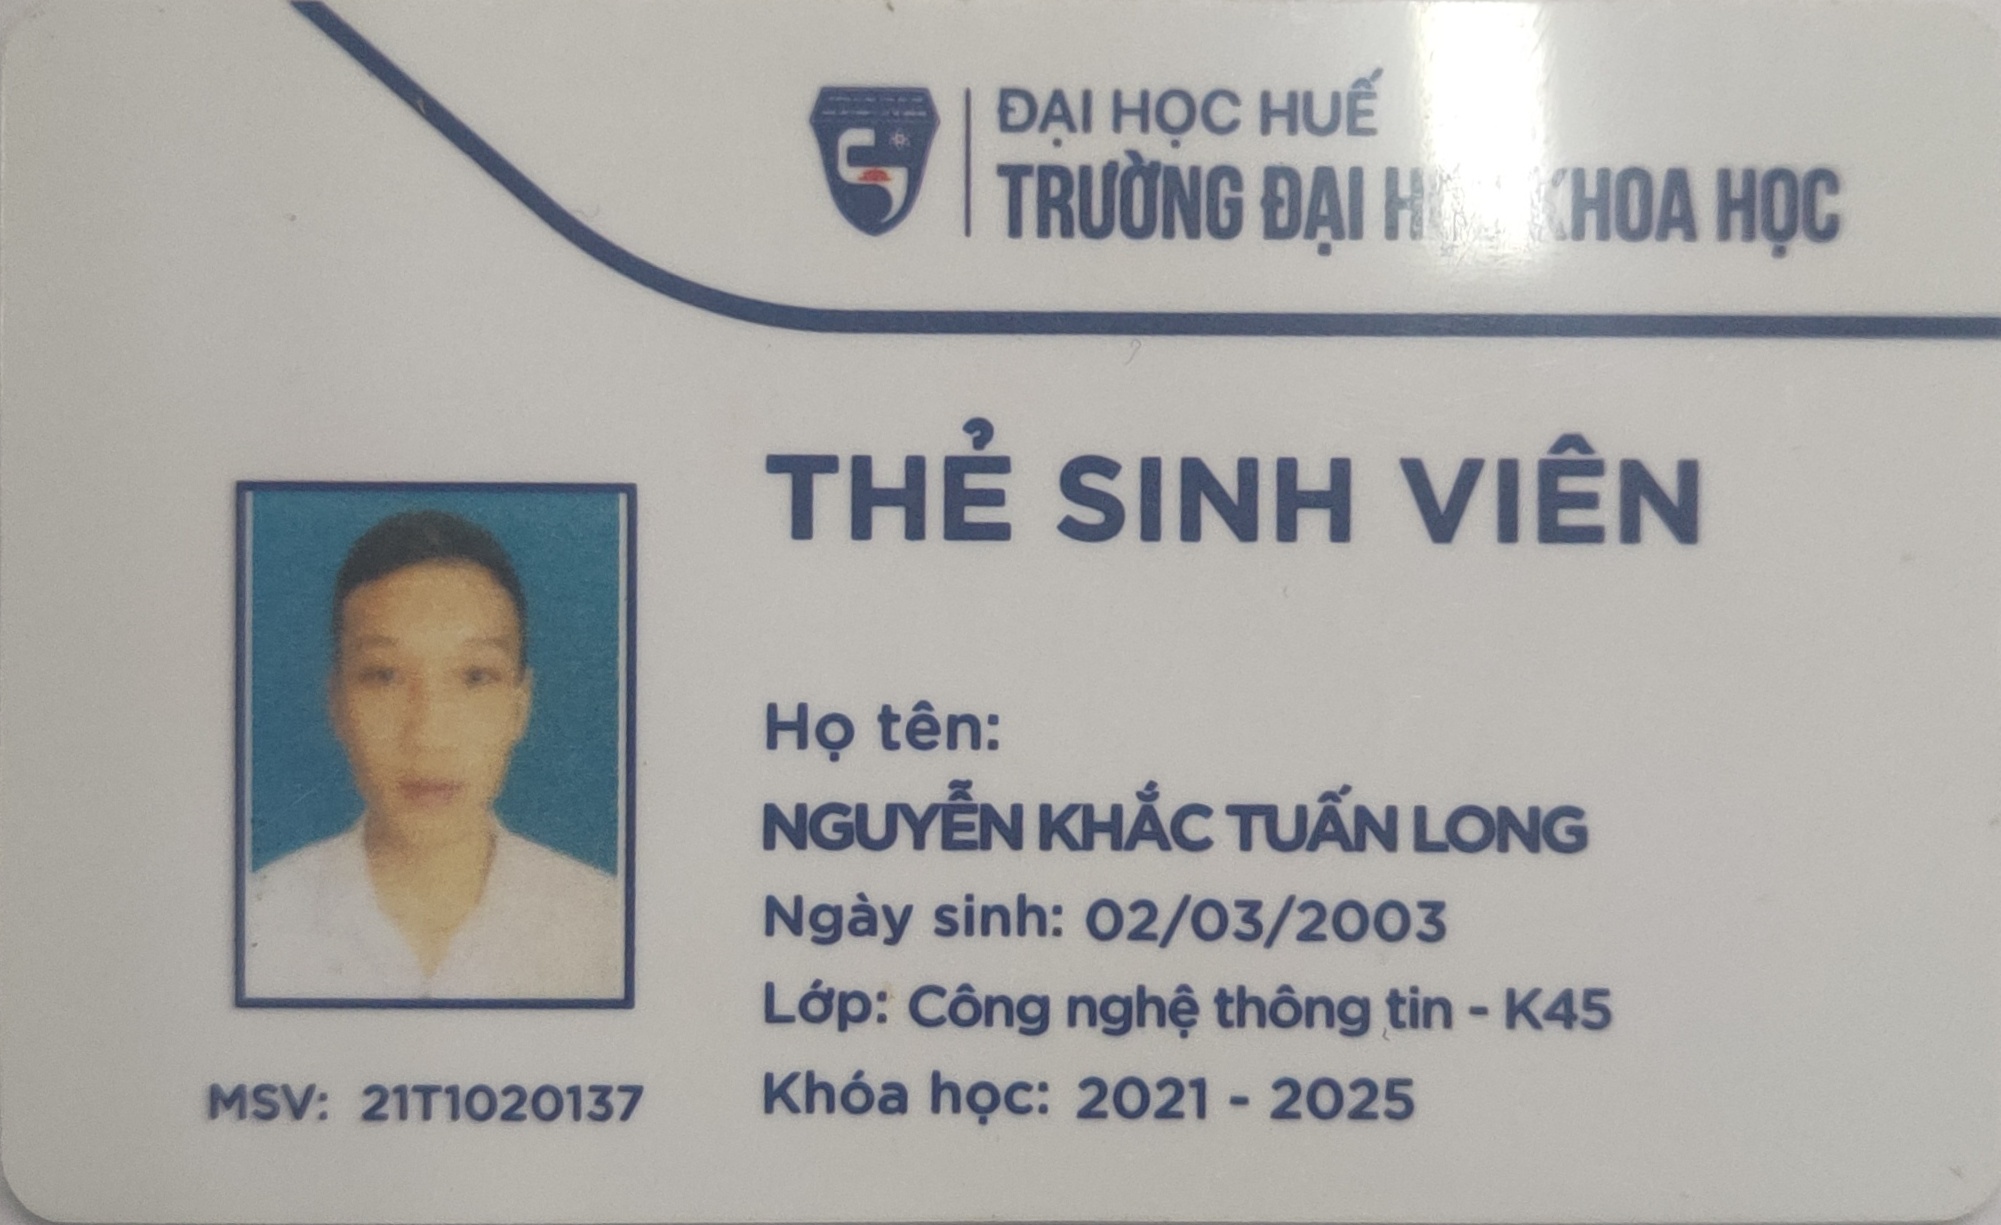 ĐẠI HỌC HUẾ
TRƯỜNG ĐẠI KHOA HỌC
THẺ SINH VIÊN
Họ tên:
NGUYỄN KHẮC TUẤN LONG
Ngày sinh: 02/03/2003
Lớp: Công nghệ thông tin - K45
Khóa học: 2021 - 2025
MSV: 21T1020137